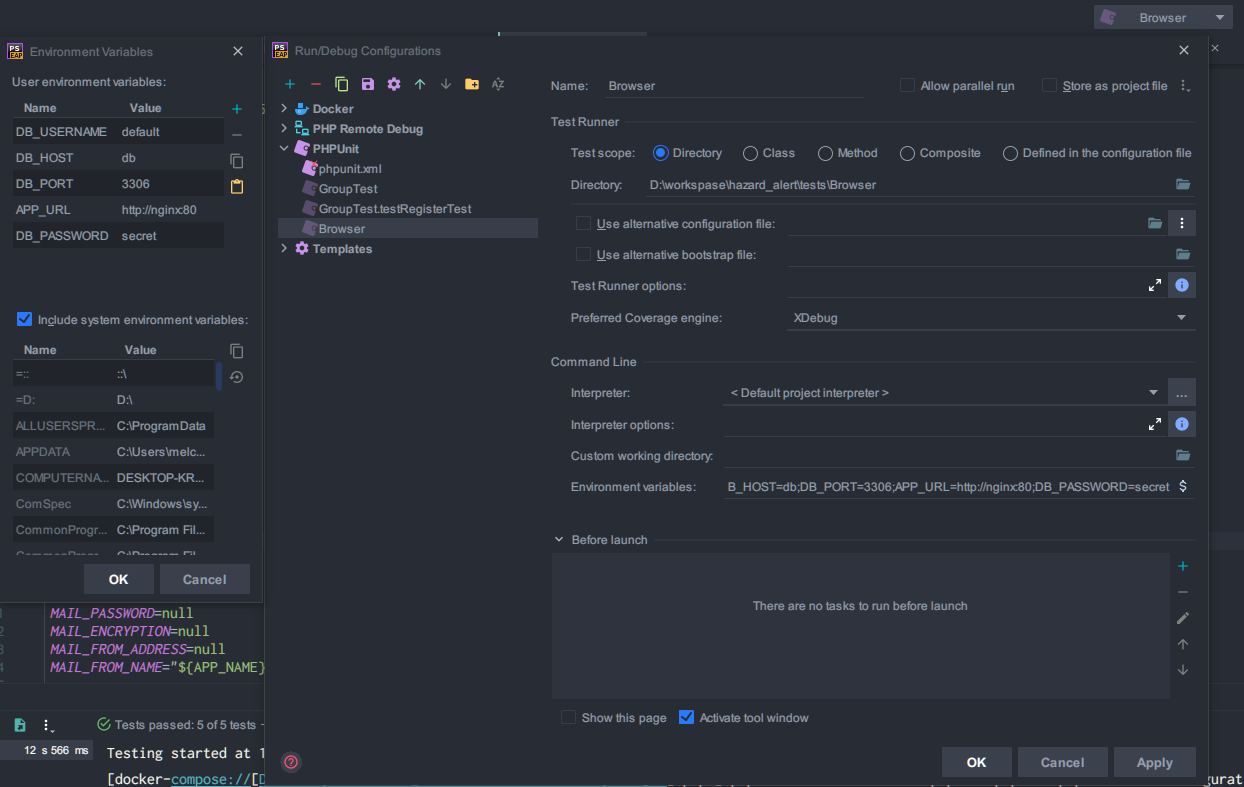 Browser
PS
EAP
Environment Variables
User environment variables:
Name Value
DB_USERNAME default
DB_HOST db
DB_PORT 3306
APP_URL http://nginx:80
DB_PASSWORD secret
Include system environment variables:
Name Value
=:: ::\
=D: D:\
ALLUSERSPR... C:\ProgramData
APPDATA C:\Users\melc...
COMPUTERNA... DESKTOP-KR...
ComSpec C:\Windows\sy...
CommonProgr... C:\Program Fil...
OK Cancel
MAIL_PASSWORD=null
MAIL_ENCRYPTION=null
MAIL_FROM_ADDRESS=null
MAIL_FROM_NAME="${APP_NAME}
Tests passed: 5 of 5 tests –
12 s 566 ms
Testing started at 1
[docker-compose://[D
PS
EAP
Run/Debug Configurations
Docker
PHP Remote Debug
PHPUnit
phpunit.xml
GroupTest
GroupTest.testRegisterTest
Browser
Templates
Name: Browser
Allow parallel run
Store as project file
Test Runner
Test scope: Directory Class Method Composite Defined in the configuration file
Directory: D:\workspase\hazard_alert\tests\Browser
Use alternative configuration file:
Use alternative bootstrap file:
Test Runner options:
Preferred Coverage engine: XDebug
Command Line
Interpreter: < Default project interpreter > ...
Interpreter options:
Custom working directory:
Environment variables: B_HOST=db;DB_PORT=3306;APP_URL=http://nginx:80;DB_PASSWORD=secret $
Before launch
There are no tasks to run before launch
Show this page Activate tool window
? OK Cancel Apply
gurat